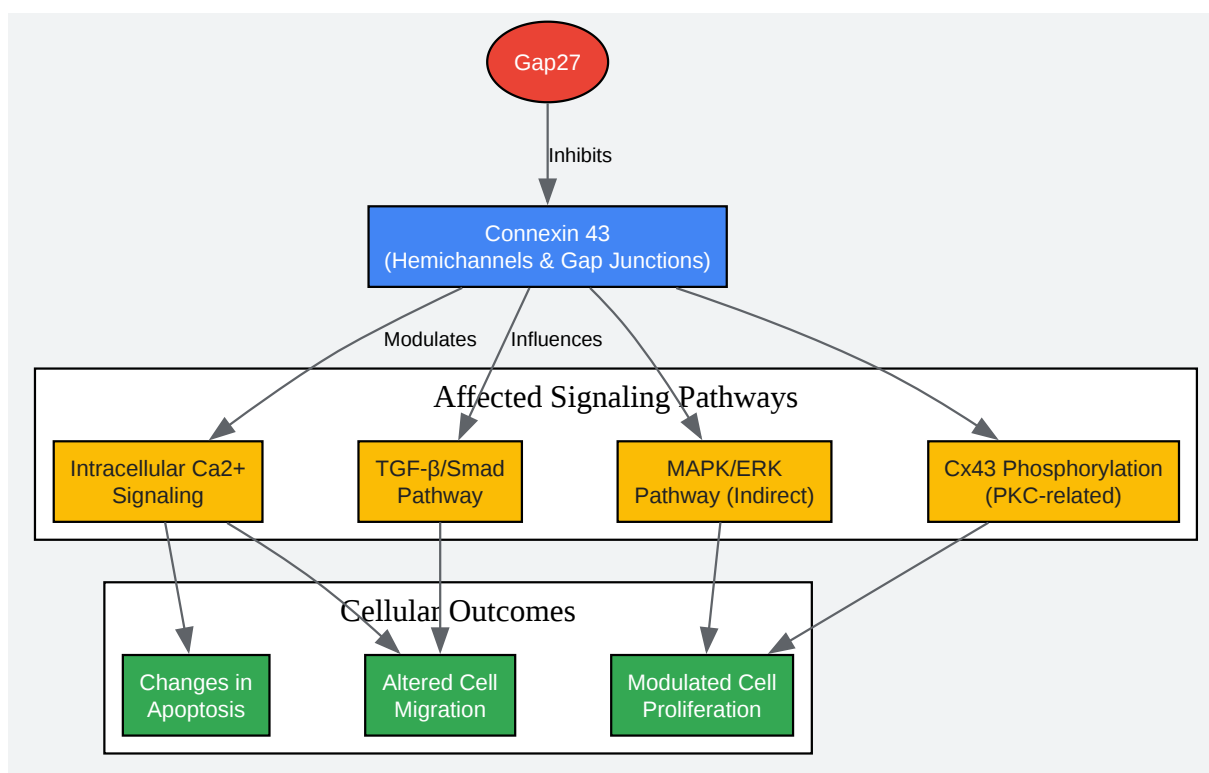 Gap27
Inhibits
Connexin 43
(Hemichannels & Gap Junctions)
Modulates
Influences
Affected Signaling Pathways
Intracellular Ca2+
Signaling
TGF-β/Smad
Pathway
MAPK/ERK
Pathway (Indirect)
Cx43 Phosphorylation
(PKC-related)
Cellular Outcomes
Changes in
Apoptosis
Altered Cell
Migration
Modulated Cell
Proliferation